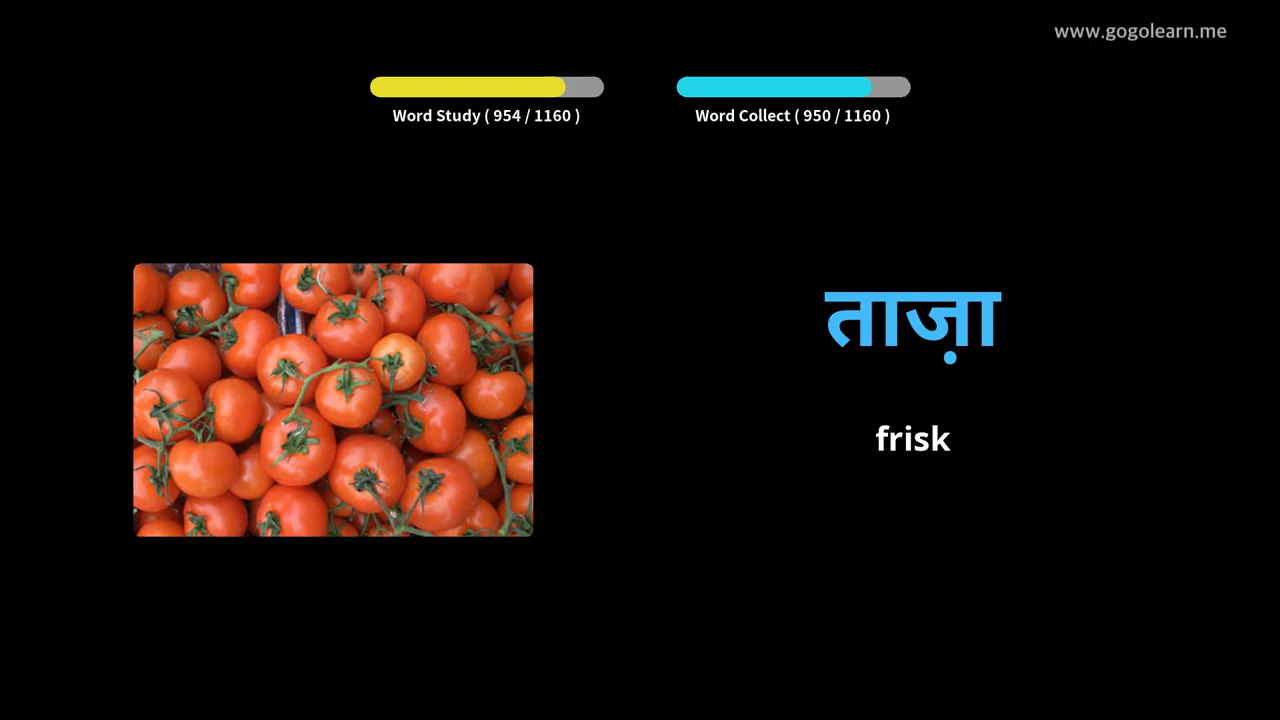 www.gogolearn.me
Word Study ( 954 / 1160 )
Word Collect ( 950 / 1160 )
ताज़ा
frisk